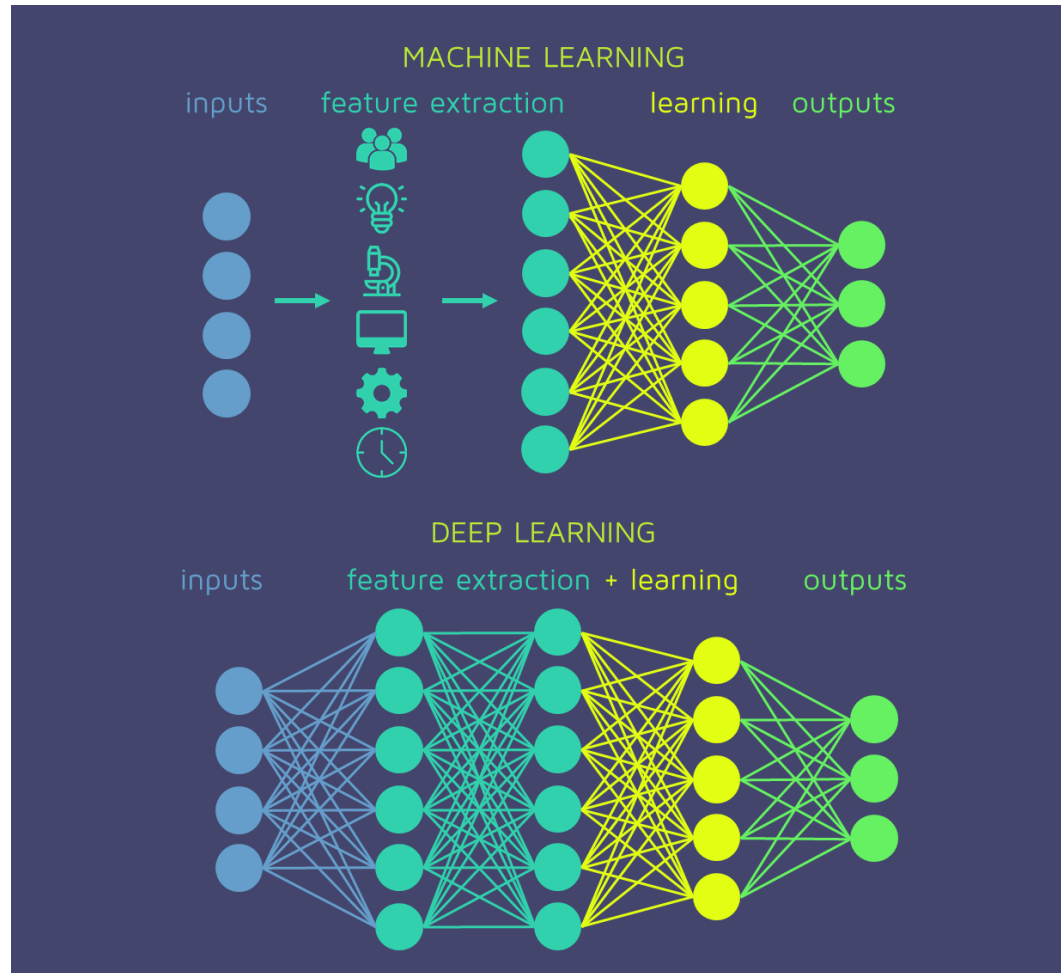 MACHINE LEARNING
inputs feature extraction learning outputs
DEEP LEARNING
inputs feature extraction + learning outputs